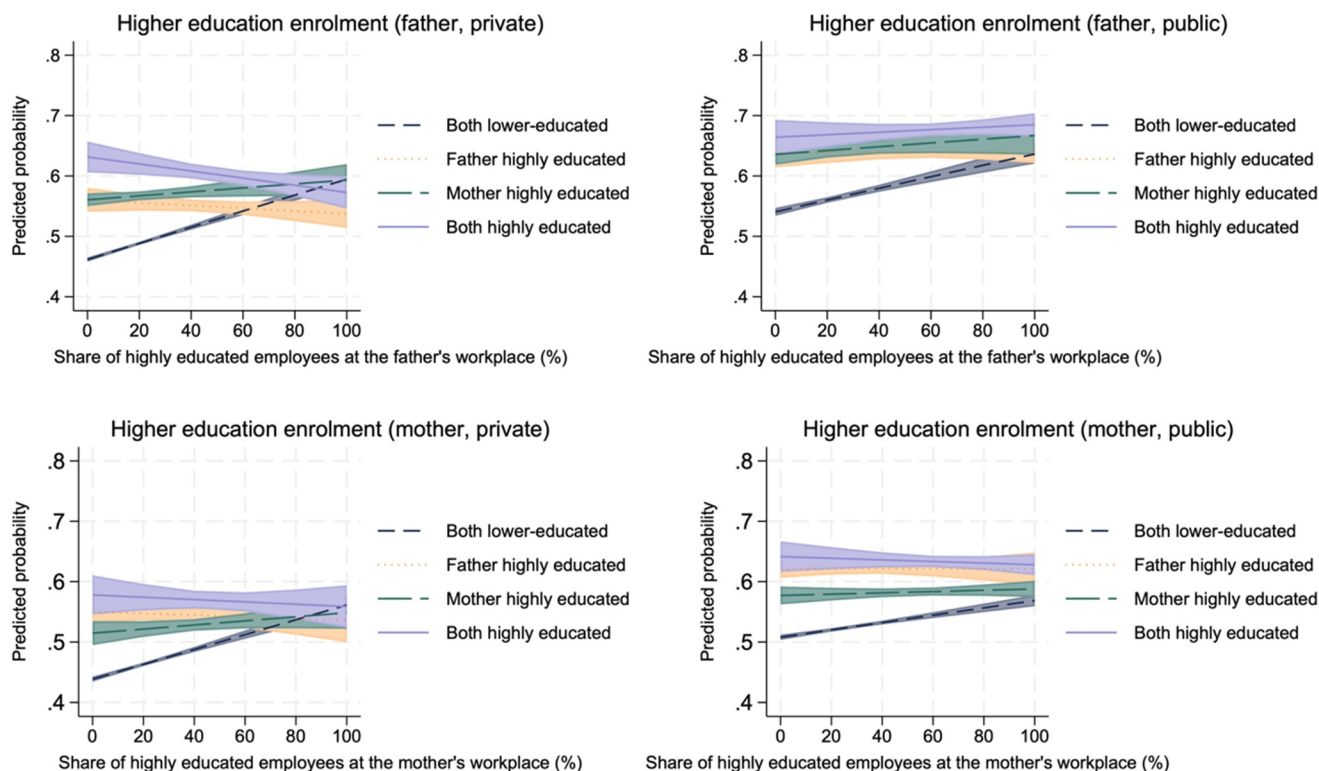 Higher education enrolment (father, private)
Predicted probability
.8
.7
.6
.5
.4
0 20 40 60 80 100
Share of highly educated employees at the father's workplace (%)
Both lower-educated
Father highly educated
Mother highly educated
Both highly educated
Higher education enrolment (father, public)
Predicted probability
.8
.7
.6
.5
.4
0 20 40 60 80 100
Share of highly educated employees at the father's workplace (%)
Both lower-educated
Father highly educated
Mother highly educated
Both highly educated
Higher education enrolment (mother, private)
Predicted probability
.8
.7
.6
.5
.4
0 20 40 60 80 100
Share of highly educated employees at the mother's workplace (%)
Both lower-educated
Father highly educated
Mother highly educated
Both highly educated
Higher education enrolment (mother, public)
Predicted probability
.8
.7
.6
.5
.4
0 20 40 60 80 100
Share of highly educated employees at the mother's workplace (%)
Both lower-educated
Father highly educated
Mother highly educated
Both highly educated